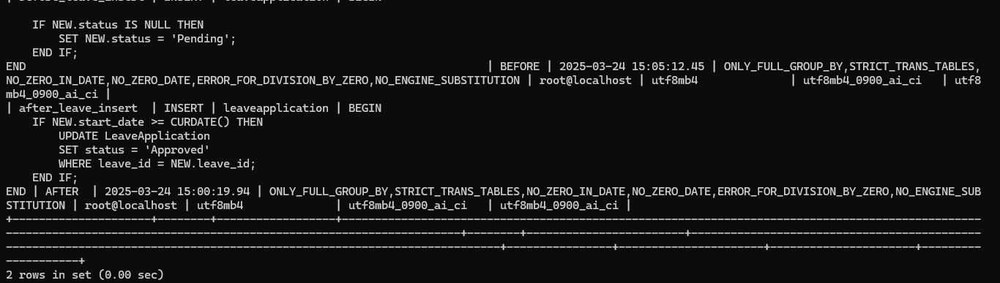 IF NEW.status IS NULL THEN
        SET NEW.status = 'Pending';
    END IF;
END                                                                      | BEFORE | 2025-03-24 15:05:12.45 | ONLY_FULL_GROUP_BY,STRICT_TRANS_TABLES,
NO_ZERO_IN_DATE,NO_ZERO_DATE,ERROR_FOR_DIVISION_BY_ZERO,NO_ENGINE_SUBSTITUTION | root@localhost | utf8mb4              | utf8mb4_0900_ai_ci   | utf8
mb4_0900_ai_ci |
| after_leave_insert  | INSERT | leaveapplication | BEGIN
    IF NEW.start_date >= CURDATE() THEN
        UPDATE LeaveApplication
        SET status = 'Approved'
        WHERE leave_id = NEW.leave_id;
    END IF;
END | AFTER  | 2025-03-24 15:00:19.94 | ONLY_FULL_GROUP_BY,STRICT_TRANS_TABLES,NO_ZERO_IN_DATE,NO_ZERO_DATE,ERROR_FOR_DIVISION_BY_ZERO,NO_ENGINE_SUB
STITUTION | root@localhost | utf8mb4              | utf8mb4_0900_ai_ci   | utf8mb4_0900_ai_ci |
2 rows in set (0.00 sec)